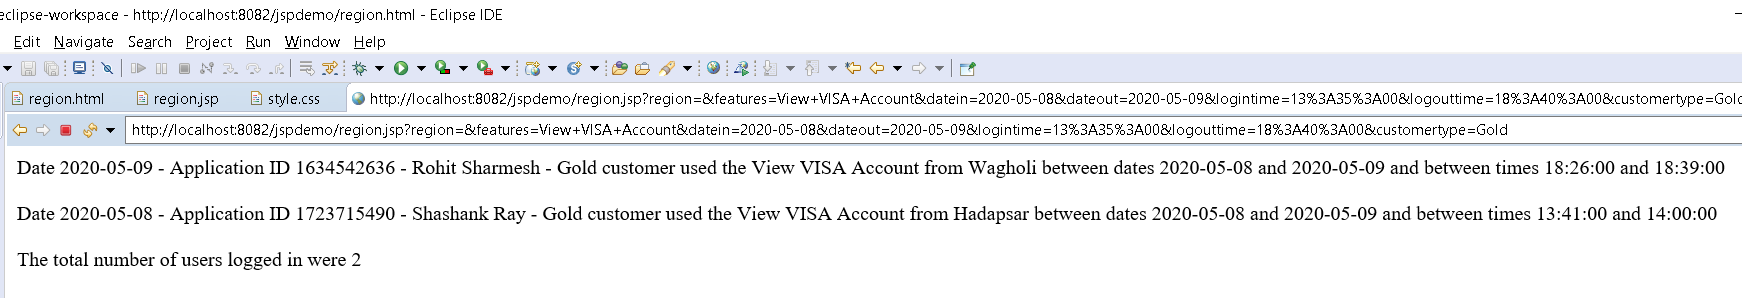 eclipse-workspace - http://localhost:8082/jspdemo/region.html - Eclipse IDE
Edit Navigate Search Project Run Window Help
region.html region.jsp style.css http://localhost:8082/jspdemo/region.jsp?region=&features=View+VISA+Account&datein=2020-05-08&dateout=2020-05-09&logintime=13%3A35%3A00&logouttime=18%3A40%3A00&customertype=Gold
http://localhost:8082/jspdemo/region.jsp?region=&features=View+VISA+Account&datein=2020-05-08&dateout=2020-05-09&logintime=13%3A35%3A00&logouttime=18%3A40%3A00&customertype=Gold
Date 2020-05-09 - Application ID 1634542636 - Rohit Sharmesh - Gold customer used the View VISA Account from Wagholi between dates 2020-05-08 and 2020-05-09 and between times 18:26:00 and 18:39:00
Date 2020-05-08 - Application ID 1723715490 - Shashank Ray - Gold customer used the View VISA Account from Hadapsar between dates 2020-05-08 and 2020-05-09 and between times 13:41:00 and 14:00:00
The total number of users logged in were 2